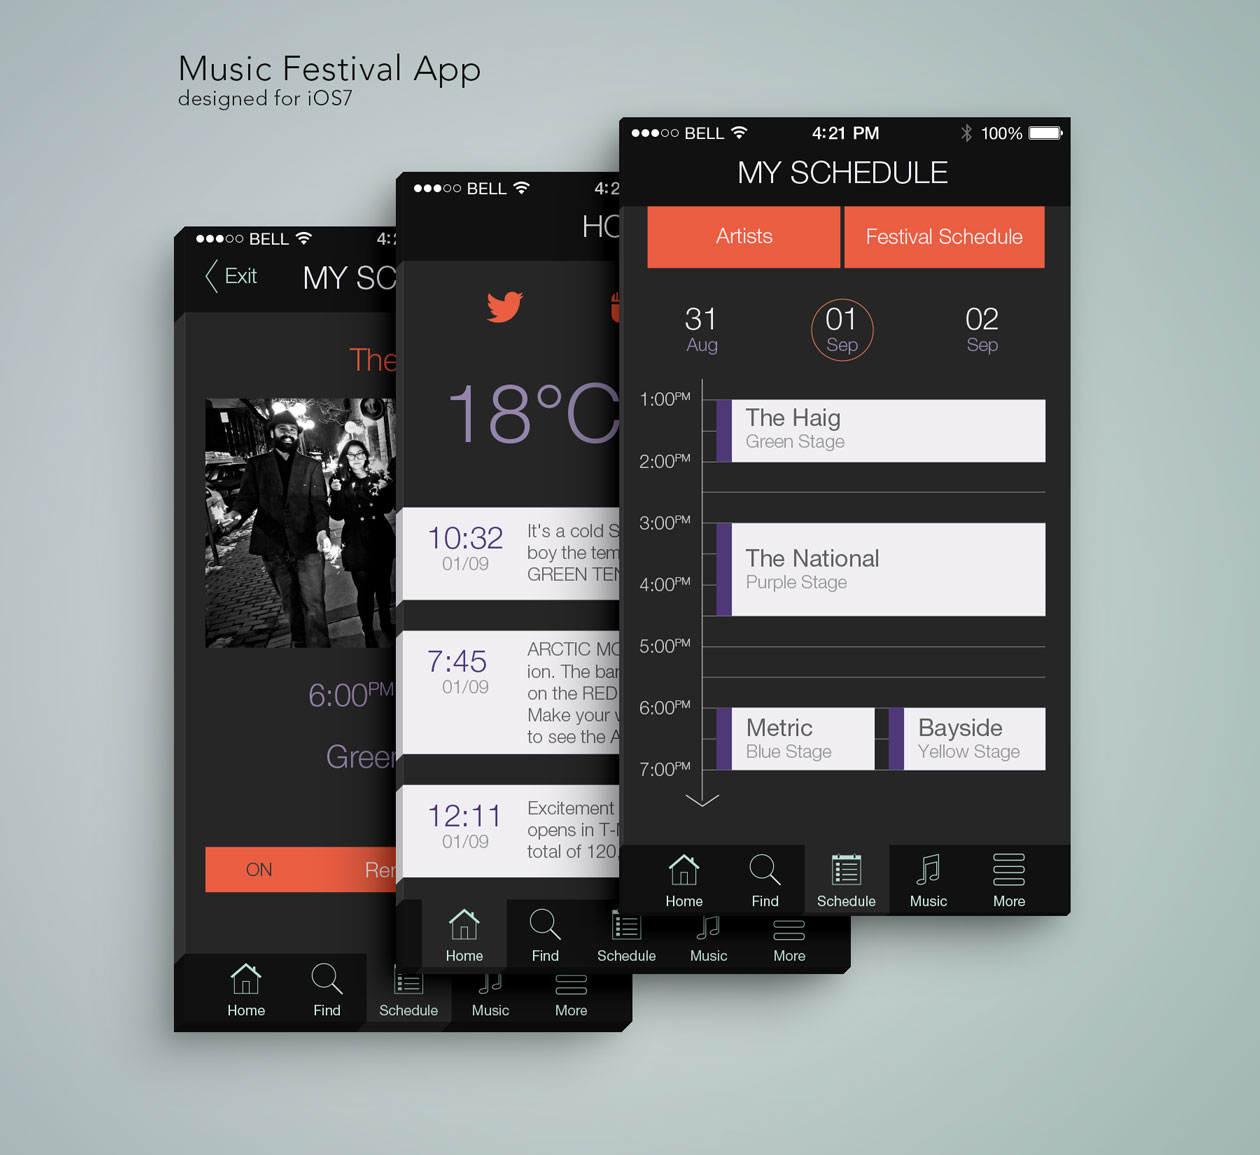 Music Festival App
designed for iOS7
BELL
4:21 PM
100%
MY SCHEDULE
Artists
Festival Schedule
31
Aug
01
Sep
02
Sep
1:00PM
The Haig
Green Stage
2:00PM
3:00PM
The National
Purple Stage
4:00PM
5:00PM
6:00PM
Metric
Blue Stage
Bayside
Yellow Stage
7:00PM
Home
Find
Schedule
Music
More
BELL
4:2
HO
18°C
10:32
01/09
It's a cold S
boy the tem
GREEN TEN
7:45
01/09
ARCTIC MO
ion. The bar
on the RED
Make your
to see the A
12:11
01/09
Excitement
opens in T-
total of 120,
Home
Find
Schedule
Music
More
BELL
4:2
Exit
MY SC
The
6:00PM
Green
ON
Rem
Home
Find
Schedule
Music
More